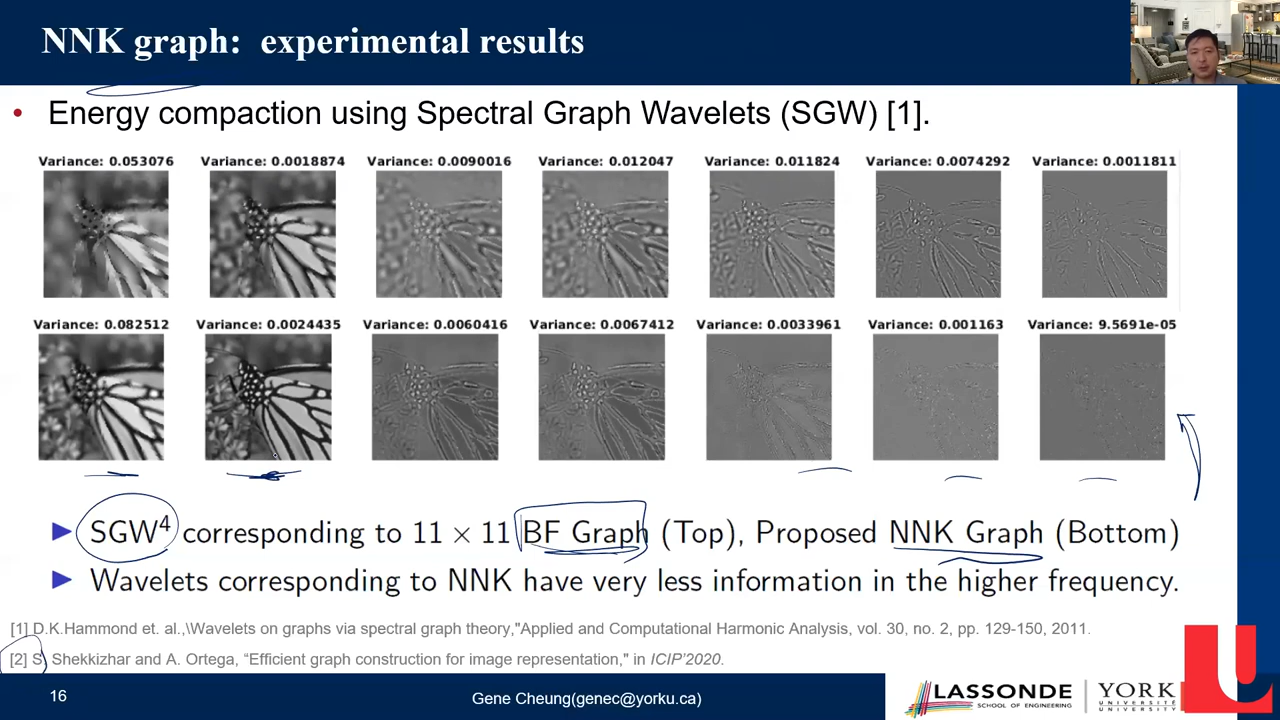 NNK graph: experimental results
• Energy compaction using Spectral Graph Wavelets (SGW) [1].
Variance: 0.053076 Variance: 0.0018874 Variance: 0.0090016 Variance: 0.012047 Variance: 0.011824 Variance: 0.0074292 Variance: 0.0011811
Variance: 0.082512 Variance: 0.0024435 Variance: 0.0060416 Variance: 0.0067412 Variance: 0.0033961 Variance: 0.001163 Variance: 9.5691e-05
▶ SGW⁴ corresponding to 11 × 11 BF Graph (Top), Proposed NNK Graph (Bottom)
▶ Wavelets corresponding to NNK have very less information in the higher frequency.
[1] D.K.Hammond et. al.,\Wavelets on graphs via spectral graph theory,"Applied and Computational Harmonic Analysis, vol. 30, no. 2, pp. 129-150, 2011.
[2] S. Shekkizhar and A. Ortega, “Efficient graph construction for image representation," in ICIP'2020.
16
Gene Cheung(genec@yorku.ca)
LASSONDE
SCHOOL OF ENGINEERING
YORK
UNIVERSITÉ
UNIVERSITY
U